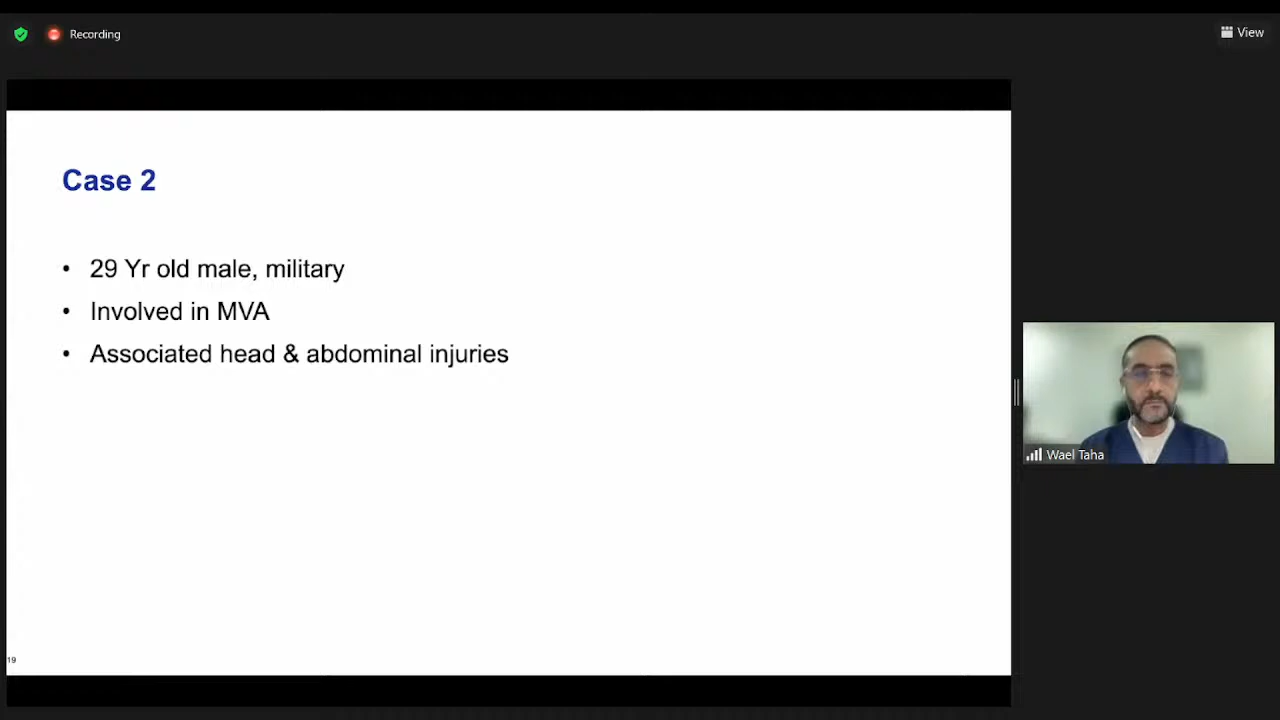 Recording
View
Case 2
• 29 Yr old male, military
• Involved in MVA
• Associated head & abdominal injuries
Wael Taha
19